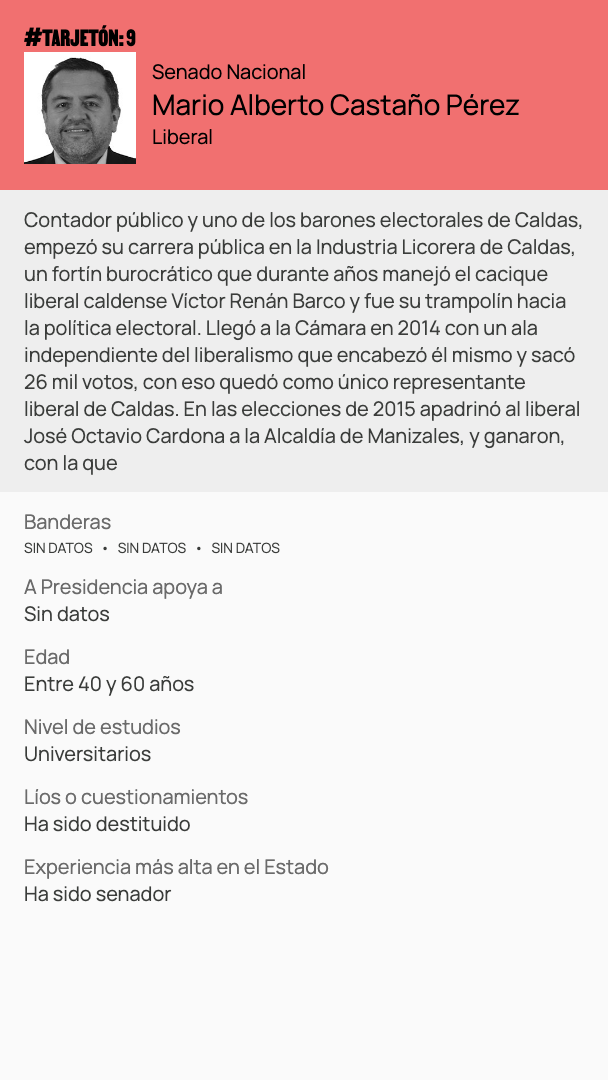 #TARJETÓN: 9
Senado Nacional
Mario Alberto Castaño Pérez
Liberal
Contador público y uno de los barones electorales de Caldas,
empezó su carrera pública en la Industria Licorera de Caldas,
un fortín burocrático que durante años manejó el cacique
liberal caldense Víctor Renán Barco y fue su trampolín hacia
la política electoral. Llegó a la Cámara en 2014 con un ala
independiente del liberalismo que encabezó él mismo y sacó
26 mil votos, con eso quedó como único representante
liberal de Caldas. En las elecciones de 2015 apadrinó al liberal
José Octavio Cardona a la Alcaldía de Manizales, y ganaron,
con la que
Banderas
SIN DATOS • SIN DATOS • SIN DATOS
A Presidencia apoya a
Sin datos
Edad
Entre 40 y 60 años
Nivel de estudios
Universitarios
Líos o cuestionamientos
Ha sido destituido
Experiencia más alta en el Estado
Ha sido senador